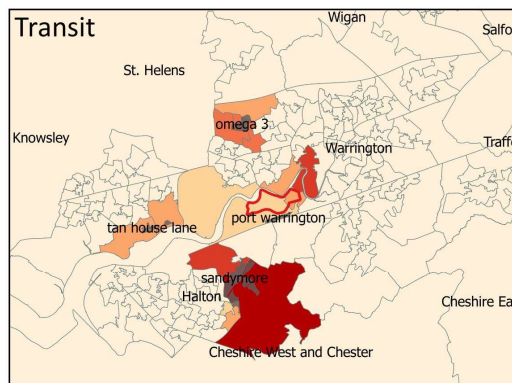 Transit
Wigan
Salfo
St. Helens
omega 3
Knowsley
Warrington
Traffo
port warrington
tan house lane
sandymore
Halton
Cheshire Ea
Cheshire West and Chester